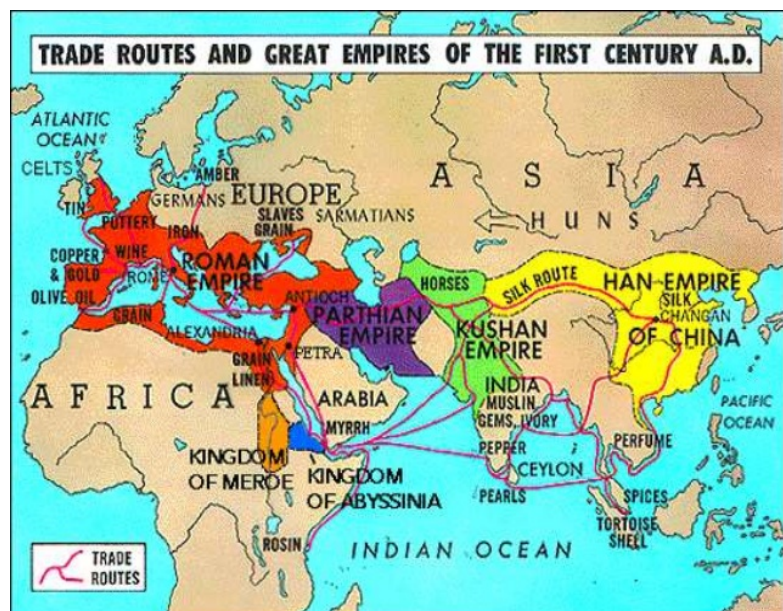 TRADE ROUTES AND GREAT EMPIRES OF THE FIRST CENTURY A.D.
ATLANTIC
OCEAN
CELTS
TIN
AMBER
GERMANS
EUROPE
SLAVES
GRAIN
SARMATIANS
ASIA
HUNS
POTTERY
IRON
WINE
COPPER
& GOLD
ROME
ROMAN
EMPIRE
OLIVE OIL
GRAIN
ANTIOCH
ALEXANDRIA
PETRA
GRAIN
LINEN
PARTHIAN
EMPIRE
HORSES
KUSHAN
EMPIRE
SILK ROUTE
HAN EMPIRE
SILK
CHANGAN
OF CHINA
AFRICA
ARABIA
MYRRH
INDIA
MUSLIN
GEMS, IVORY
PACIFIC
OCEAN
KINGDOM
OF MEROE
KINGDOM
OF ABYSSINIA
PEPPER
CEYLON
PEARLS
PERFUME
SPICES
TORTOISE
SHELL
ROSIN
INDIAN OCEAN
TRADE
ROUTES